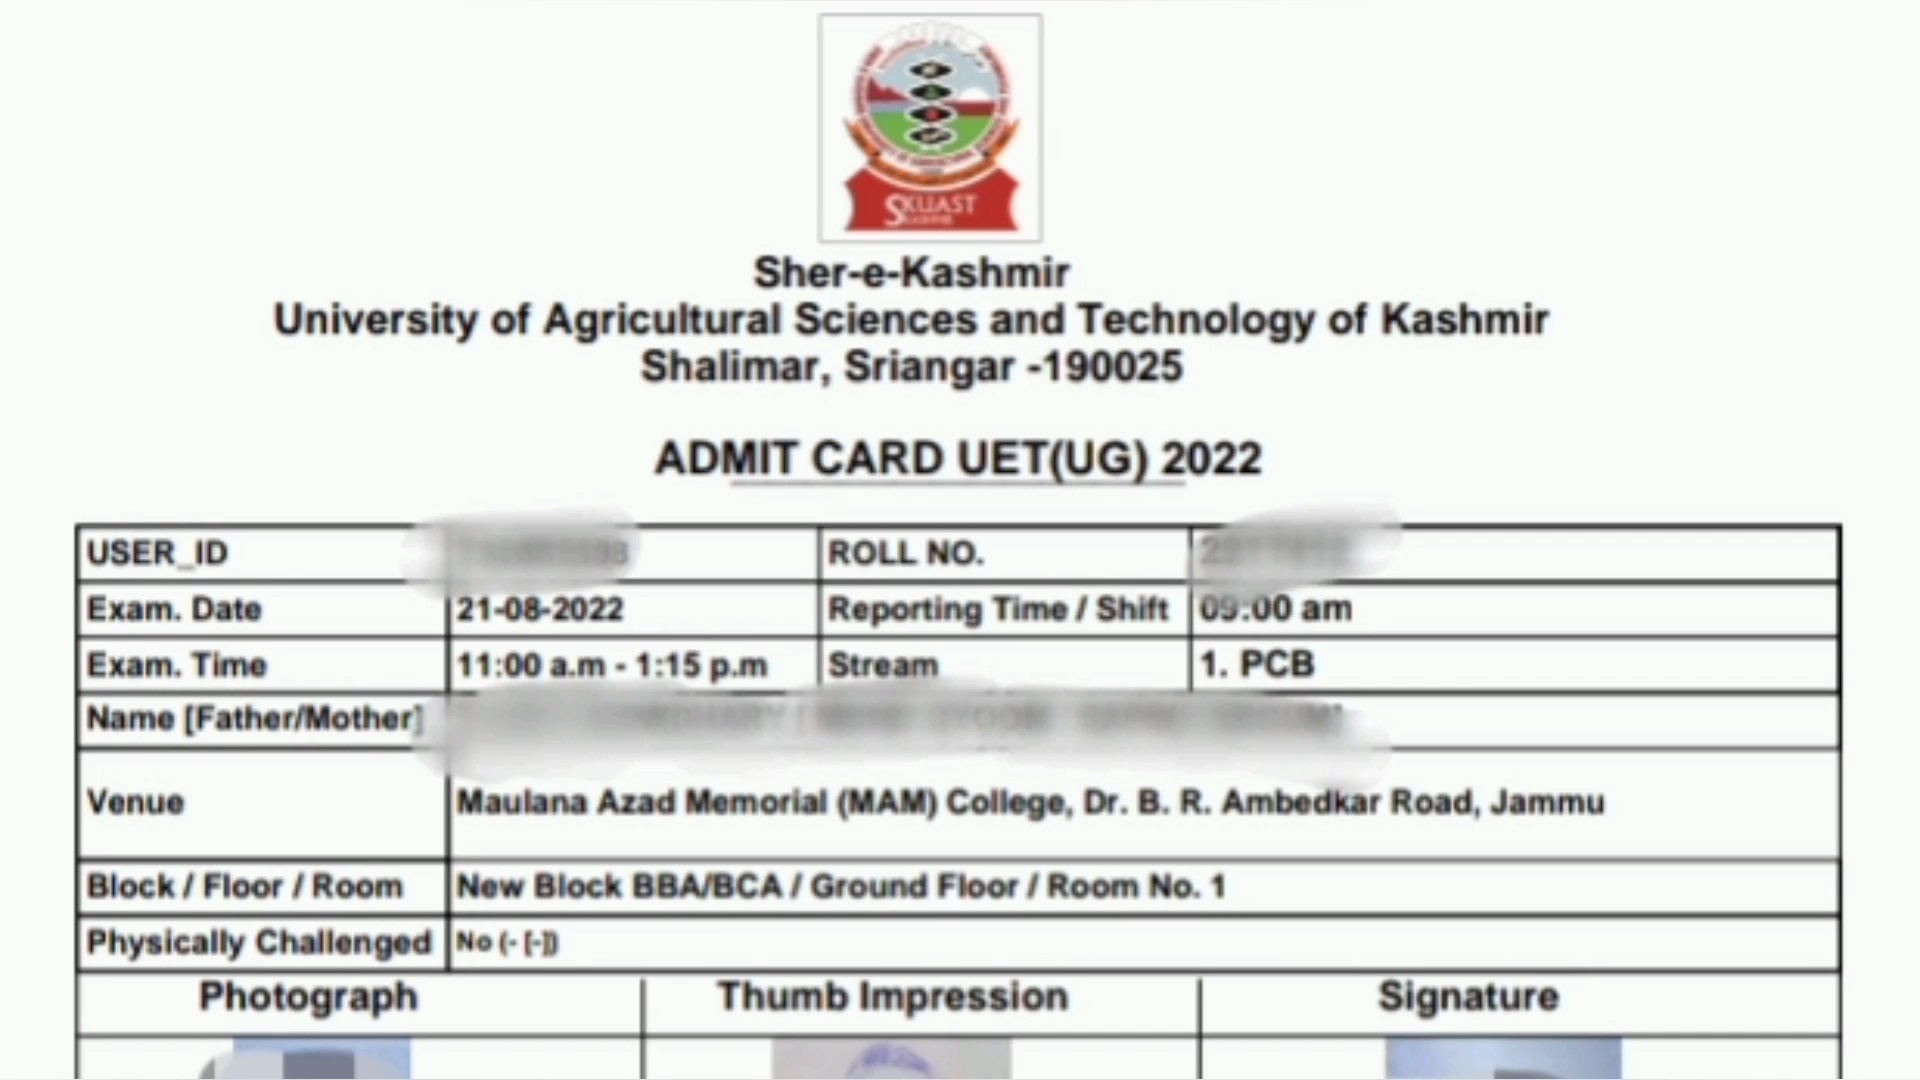 SKUAST
KASHMIR
Sher-e-Kashmir
University of Agricultural Sciences and Technology of Kashmir
Shalimar, Sriangar -190025
ADMIT CARD UET(UG) 2022
USER_ID ROLL NO.
Exam. Date 21-08-2022 Reporting Time / Shift 09:00 am
Exam. Time 11:00 a.m - 1:15 p.m Stream 1. PCB
Name [Father/Mother]
Venue Maulana Azad Memorial (MAM) College, Dr. B. R. Ambedkar Road, Jammu
Block / Floor / Room New Block BBA/BCA / Ground Floor / Room No. 1
Physically Challenged No (- [-])
Photograph Thumb Impression Signature